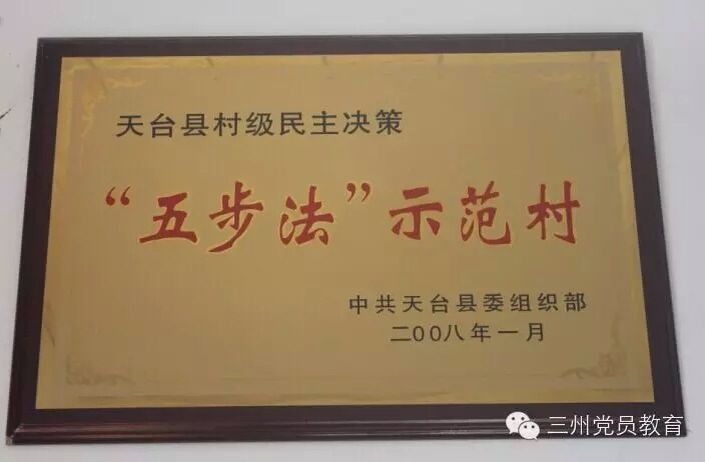 天台县村级民主决策
“五步法”示范村
中共天台县委组织部
二00八年一月
三州党员教育